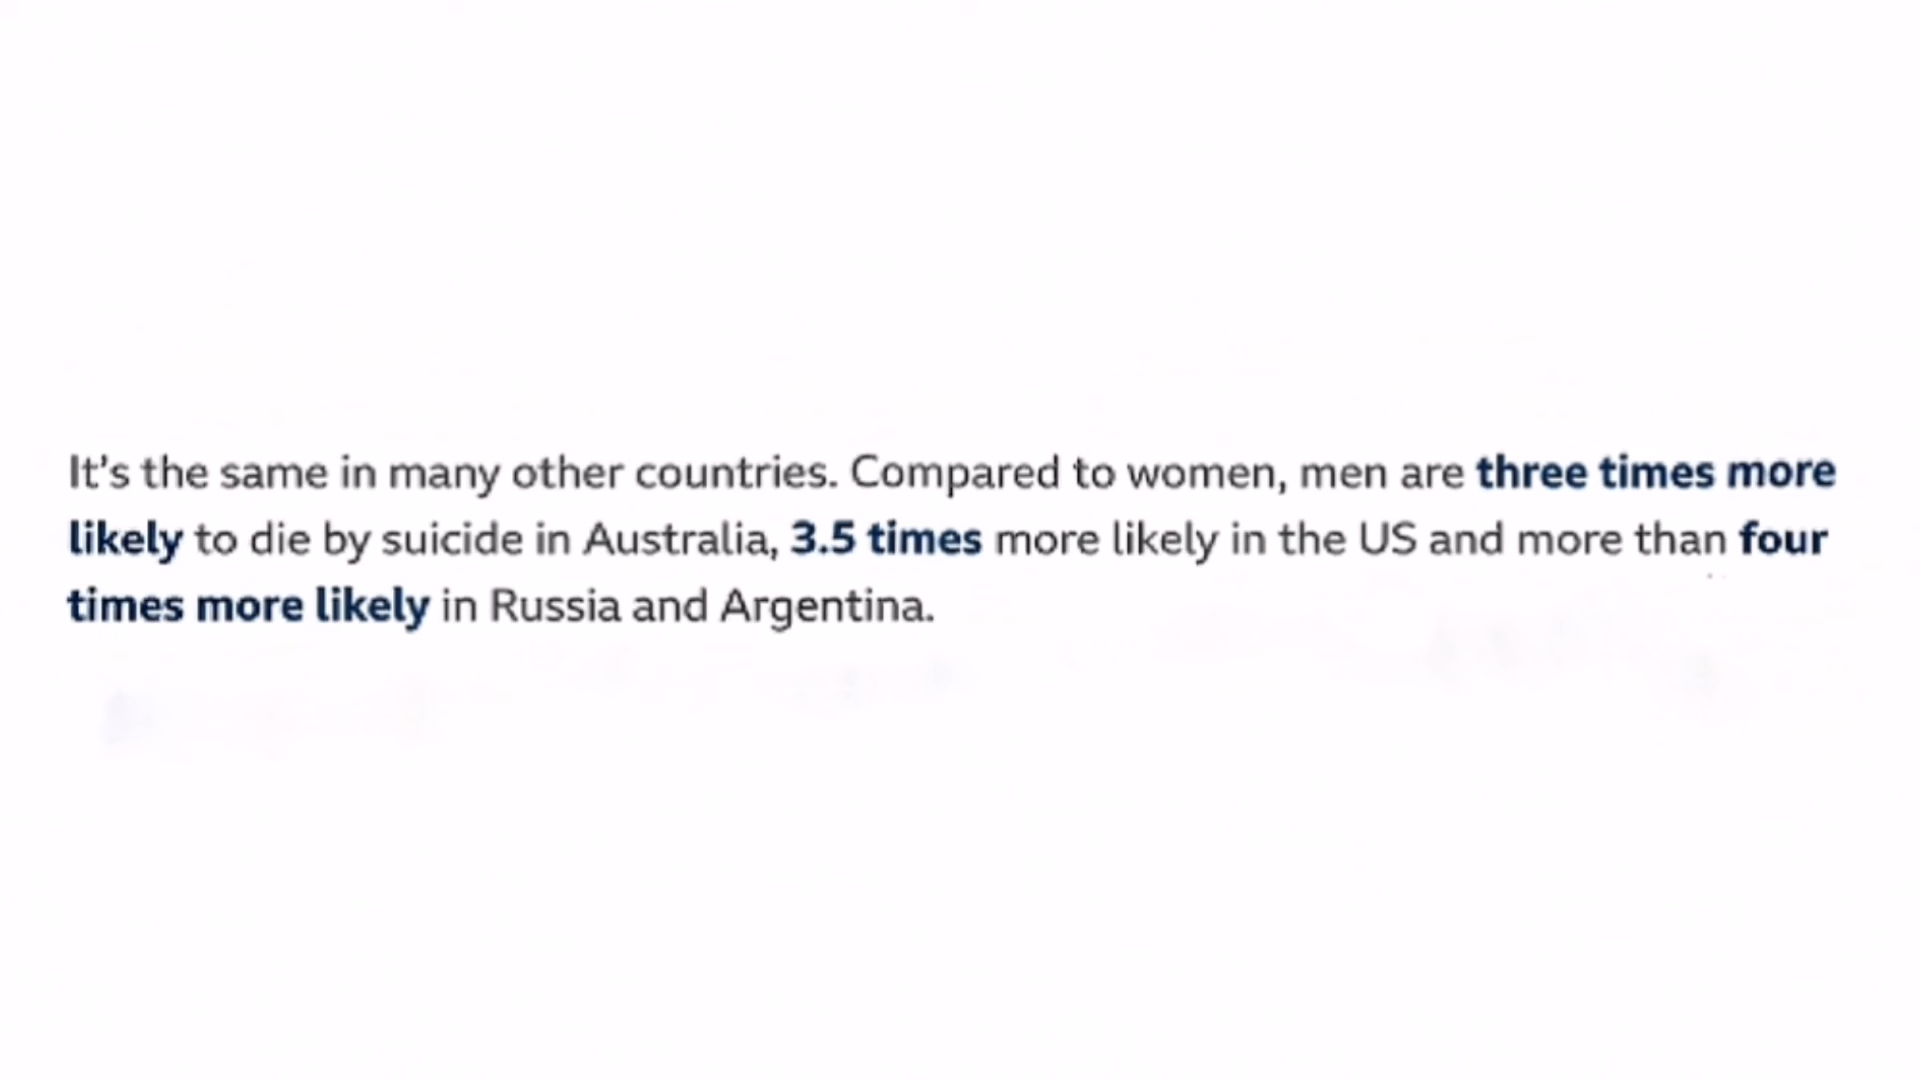 It's the same in many other countries. Compared to women, men are three times more
likely to die by suicide in Australia, 3.5 times more likely in the US and more than four
times more likely in Russia and Argentina.